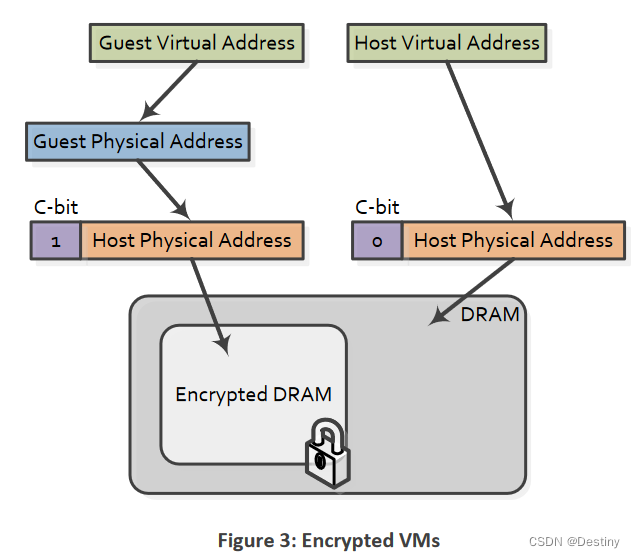 Guest Virtual Address
Host Virtual Address
Guest Physical Address
C-bit
1
Host Physical Address
C-bit
0
Host Physical Address
DRAM
Encrypted DRAM
Figure 3: Encrypted VMs
CSDN @Destiny